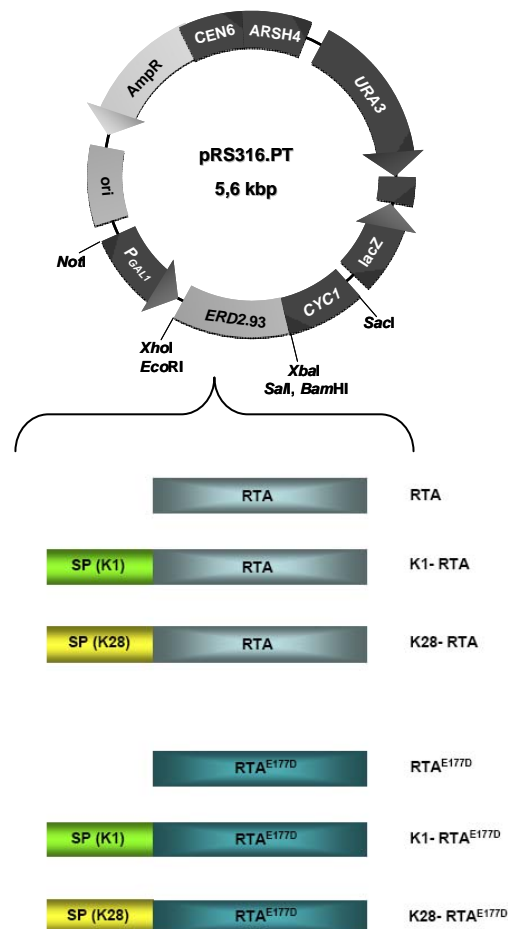 CEN6 ARSH4
AmpR
URA3
pRS316.PT
5,6 kbp
ori
lacZ
NotI
PGAL1
CYC1
SacI
ERD2.93
XhoI
EcoRI
XbaI
SalI, BamHI
RTA RTA
SP (K1) RTA K1- RTA
SP (K28) RTA K28- RTA
RTAE177D RTAE177D
SP (K1) RTAE177D K1- RTAE177D
SP (K28) RTAE177D K28- RTAE177D